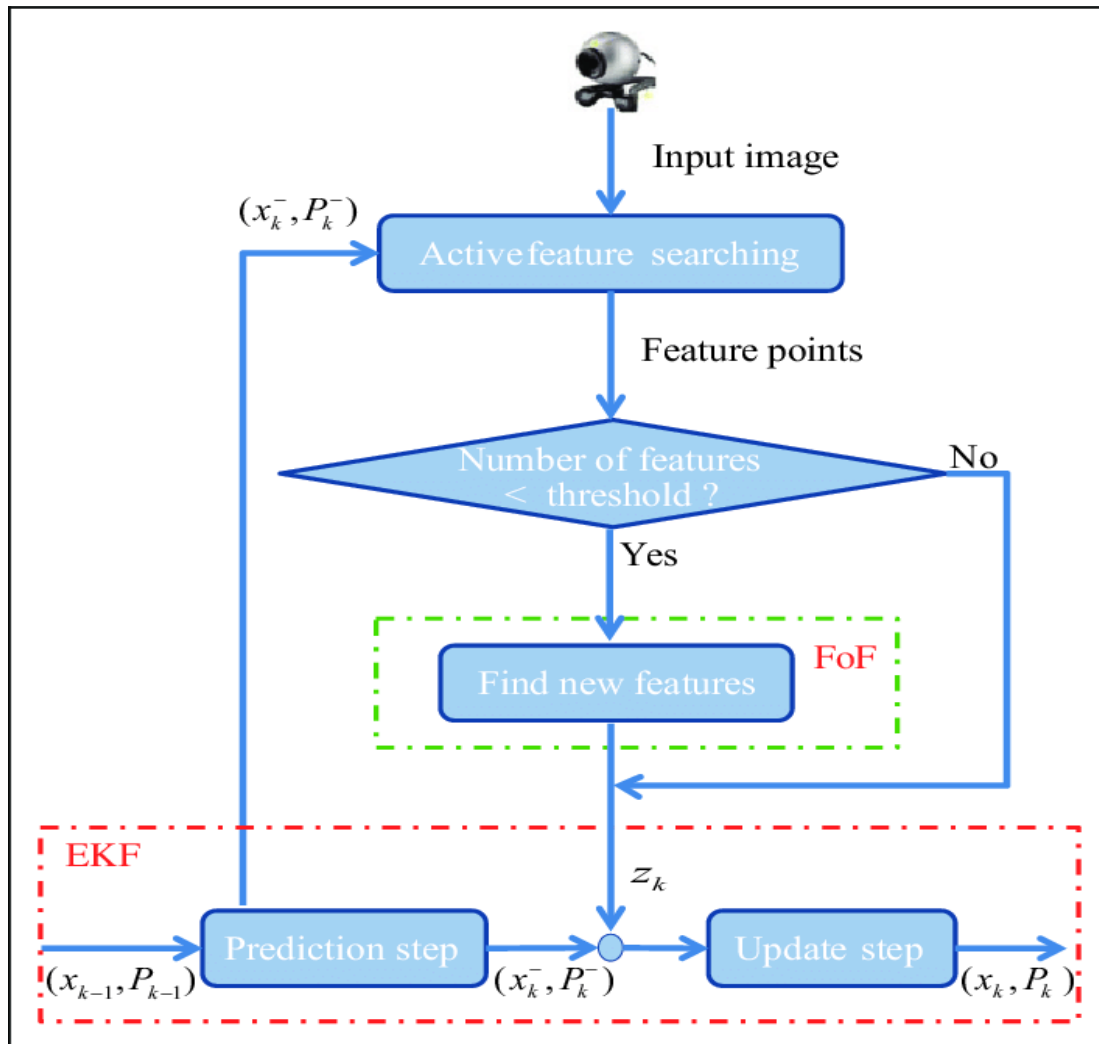 Input image
(x_k^-, P_k^-)
Active feature searching
Feature points
Number of features
< threshold ?
No
Yes
FoF
Find new features
EKF
z_k
Prediction step
Update step
(x_{k-1}, P_{k-1})
(x_k^-, P_k^-)
(x_k, P_k)